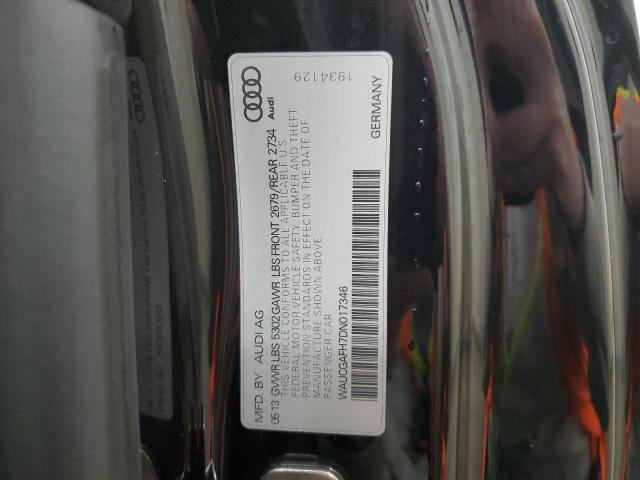 MFD. BY AUDI AG
05 13 GVWR LBS 5302 GAWR LBS FRONT 2679/REAR 2734
THIS VEHICLE CONFORMS TO ALL APPLICABLE U S
FEDERAL MOTOR VEHICLE SAFETY, BUMPER AND THEFT
PREVENTION STANDARDS IN EFFECT ON THE DATE OF
MANUFACTURE SHOWN ABOVE
PASSENGER CAR
WAUCGAFH7DN017346
Audi
1934129
GERMANY